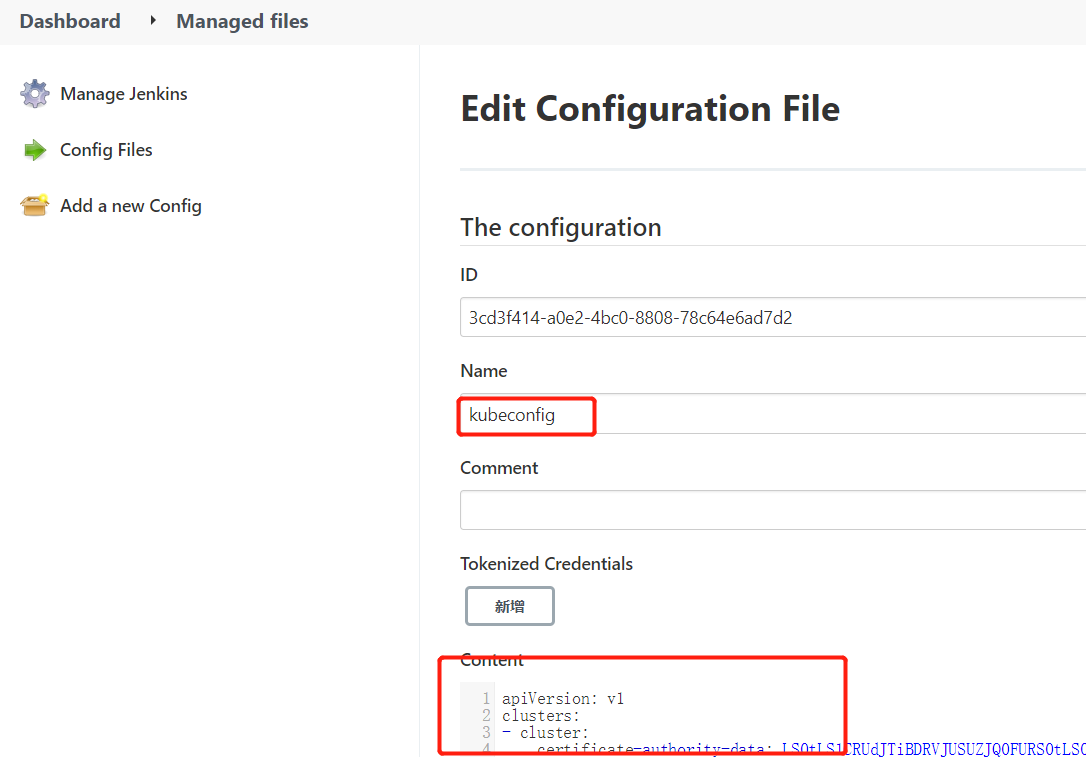 Dashboard
Managed files
Manage Jenkins
Config Files
Add a new Config
Edit Configuration File
The configuration
ID
3cd3f414-a0e2-4bc0-8808-78c64e6ad7d2
Name
kubeconfig
Comment
Tokenized Credentials
新增
Content
1 apiVersion: v1
2 clusters:
3 - cluster:
4 certificate-authority-data: LS0tLS1CRUdJTiBDRVJUSUZJQ0FURS0tLS0